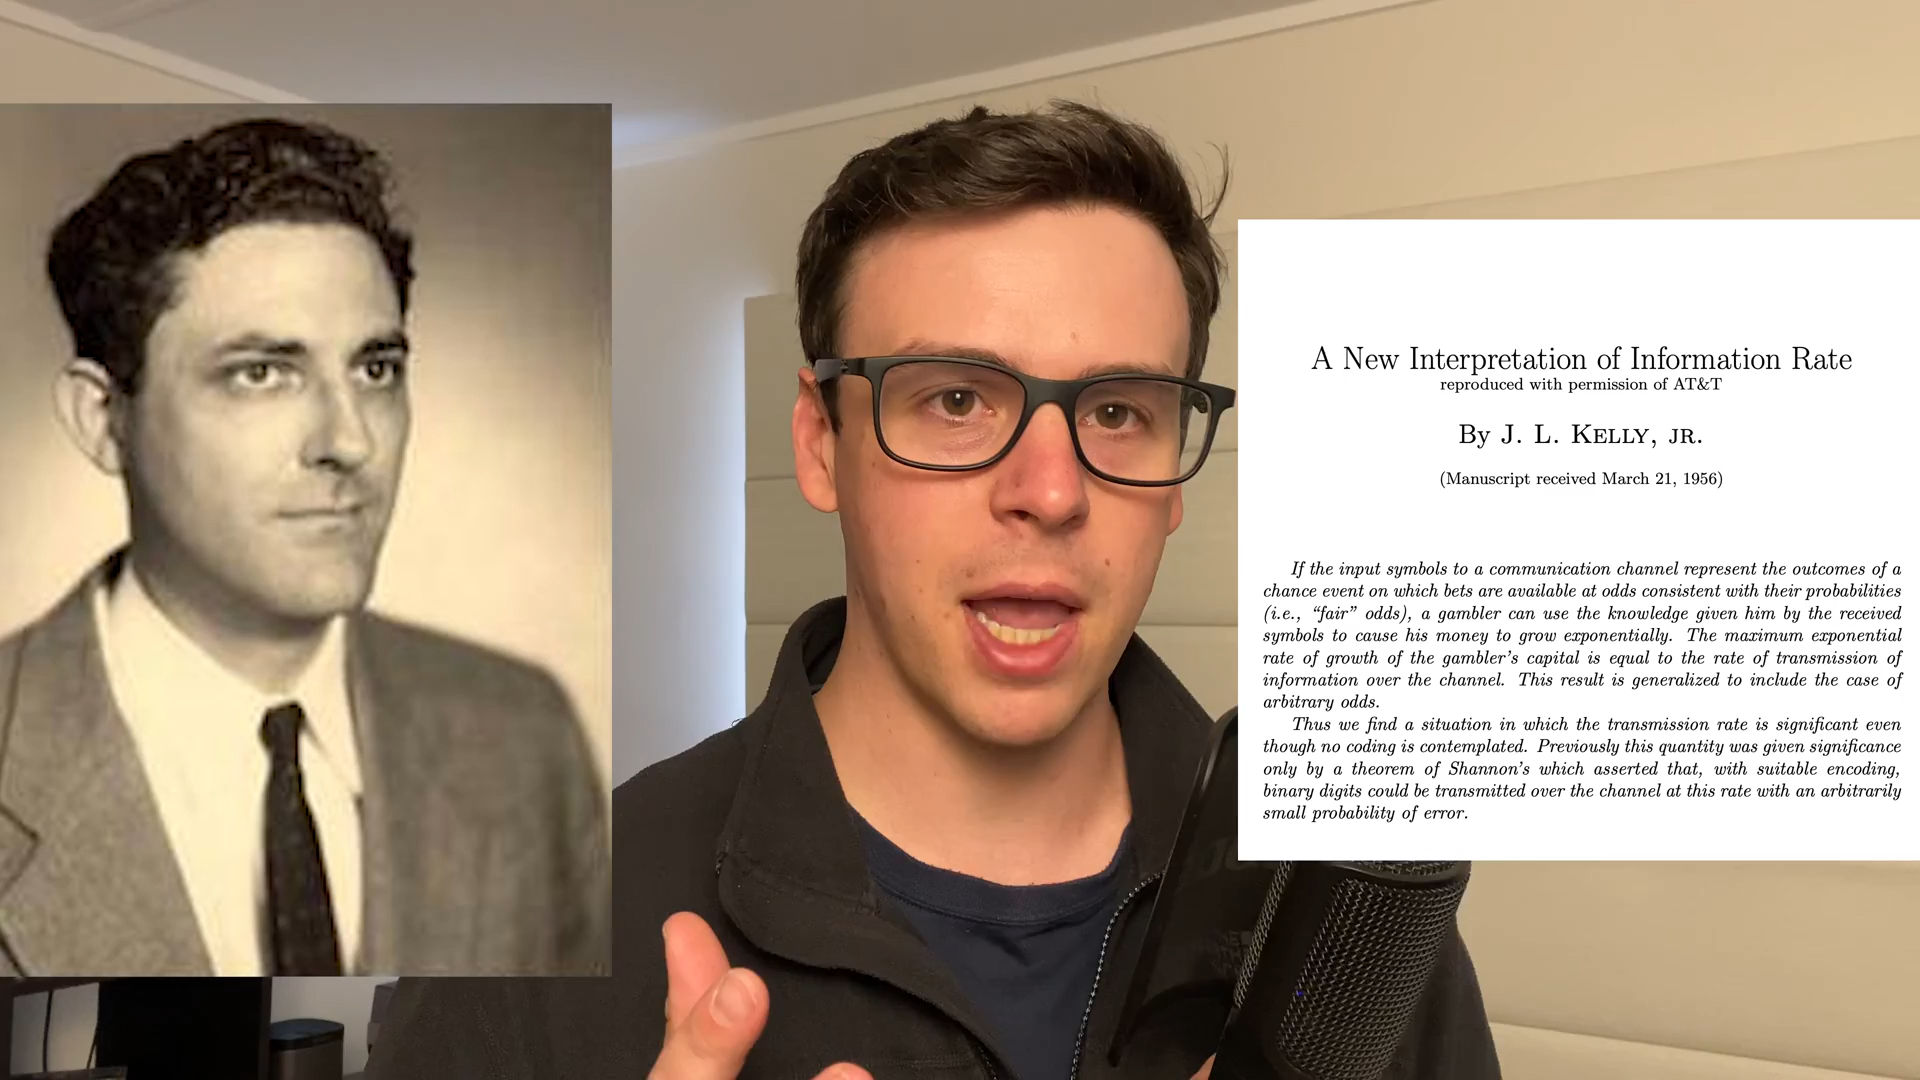 A New Interpretation of Information Rate
reproduced with permission of AT&T
By J. L. Kelly, jr.
(Manuscript received March 21, 1956)
If the input symbols to a communication channel represent the outcomes of a
chance event on which bets are available at odds consistent with their probabilities
(i.e., “fair” odds), a gambler can use the knowledge given him by the received
symbols to cause his money to grow exponentially. The maximum exponential
rate of growth of the gambler’s capital is equal to the rate of transmission of
information over the channel. This result is generalized to include the case of
arbitrary odds.
Thus we find a situation in which the transmission rate is significant even
though no coding is contemplated. Previously this quantity was given significance
only by a theorem of Shannon’s which asserted that, with suitable encoding,
binary digits could be transmitted over the channel at this rate with an arbitrarily
small probability of error.